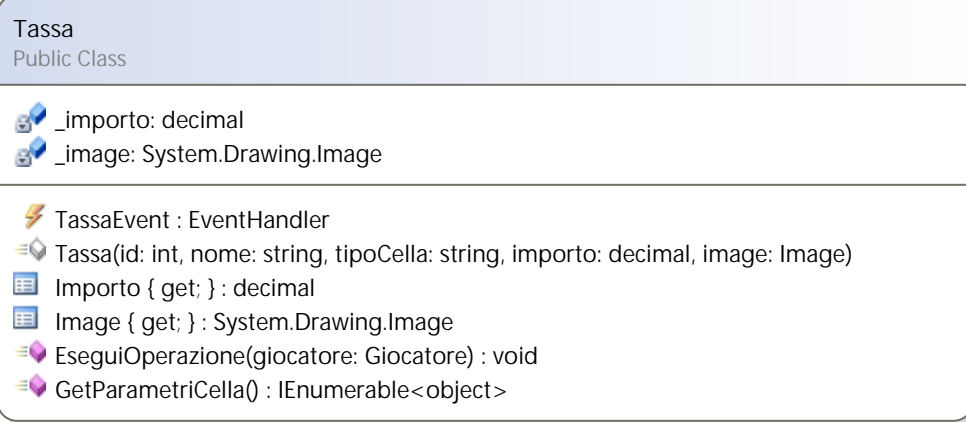 Tassa
Public Class
_importo: decimal
_image: System.Drawing.Image
TassaEvent : EventHandler
Tassa(id: int, nome: string, tipoCella: string, importo: decimal, image: Image)
Importo { get; } : decimal
Image { get; } : System.Drawing.Image
EseguiOperazione(giocatore: Giocatore) : void
GetParametriCella() : IEnumerable<object>